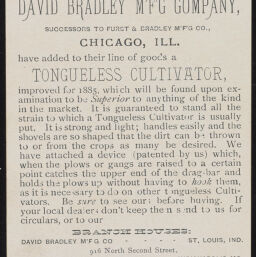 DAVID BRADLEY M'F'G COMPANY,
SUCCESSORS TO FURST & BRADLEY M'F'G CO.,
CHICAGO, ILL.
have added to their line of goods a
TONGUELESS CULTIVATOR,
improved for 1885, which will be found upon ex-
amination to be Superior to anything of the kind
in the market. It is guaranteed to stand all the
strain to which a Tongueless Cultivator is usually
put. It is strong and light; handles easily and the
shovels are so shaped that the dirt can be thrown
to or from the crops as many be desired. We
have attached a device (patented by us) which,
when the plows or gangs are raised to a certain
point catches the upper end of the drag-bar and
holds the plows up without having to hook them,
as it is necessary to do on other tongueless Culti-
vators. Be sure to see ours before buying. If
your local dealer don't keep them send to us for
circulars, or to our
BRANCH HOUSES:
DAVID BRADLEY M'F'G CO - - - ST. LOUIS, IND.
916 North Second Street.